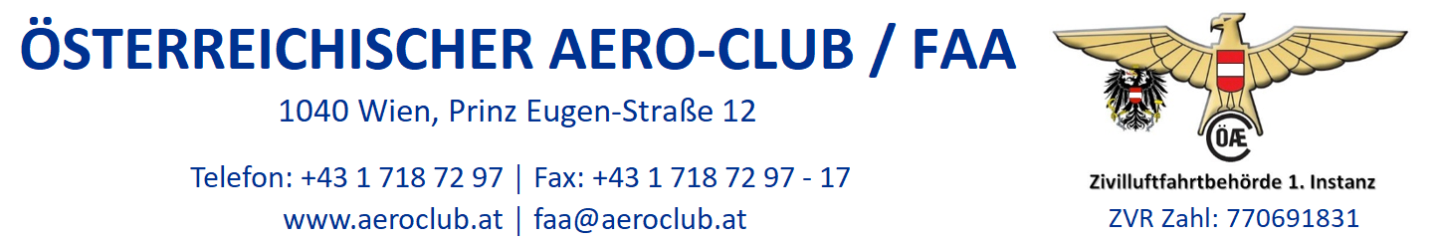 ÖSTERREICHISCHER AERO-CLUB / FAA
1040 Wien, Prinz Eugen-Straße 12
Telefon: +43 1 718 72 97 | Fax: +43 1 718 72 97 - 17
www.aeroclub.at | faa@aeroclub.at
ÖÆC
Zivilluftfahrtbehörde 1. Instanz
ZVR Zahl: 770691831